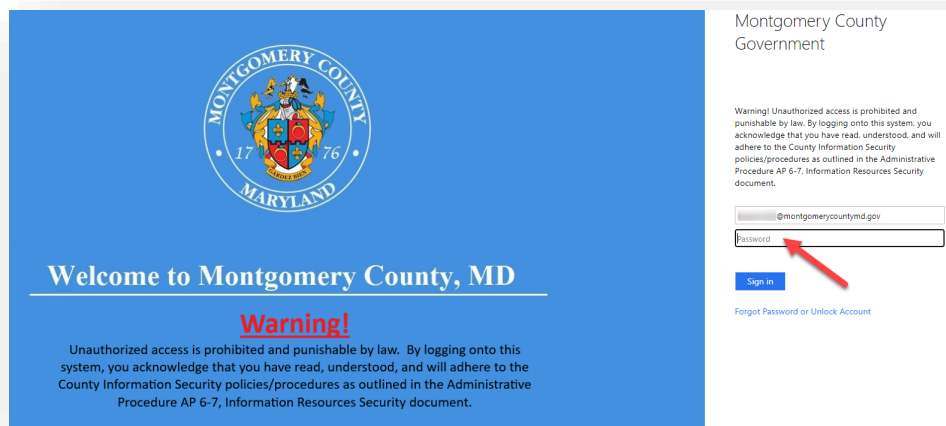 MONTGOMERY COUNTY
17 76
GARDEZ BIEN
MARYLAND
Welcome to Montgomery County, MD
Warning!
Unauthorized access is prohibited and punishable by law. By logging onto this
system, you acknowledge that you have read, understood, and will adhere to the
County Information Security policies/procedures as outlined in the Administrative
Procedure AP 6-7, Information Resources Security document.
Montgomery County
Government
Warning! Unauthorized access is prohibited and
punishable by law. By logging onto this system, you
acknowledge that you have read, understood, and will
adhere to the County Information Security
policies/procedures as outlined in the Administrative
Procedure AP 6-7, Information Resources Security
document.
@montgomerycountymd.gov
Password
Sign in
Forgot Password or Unlock Account